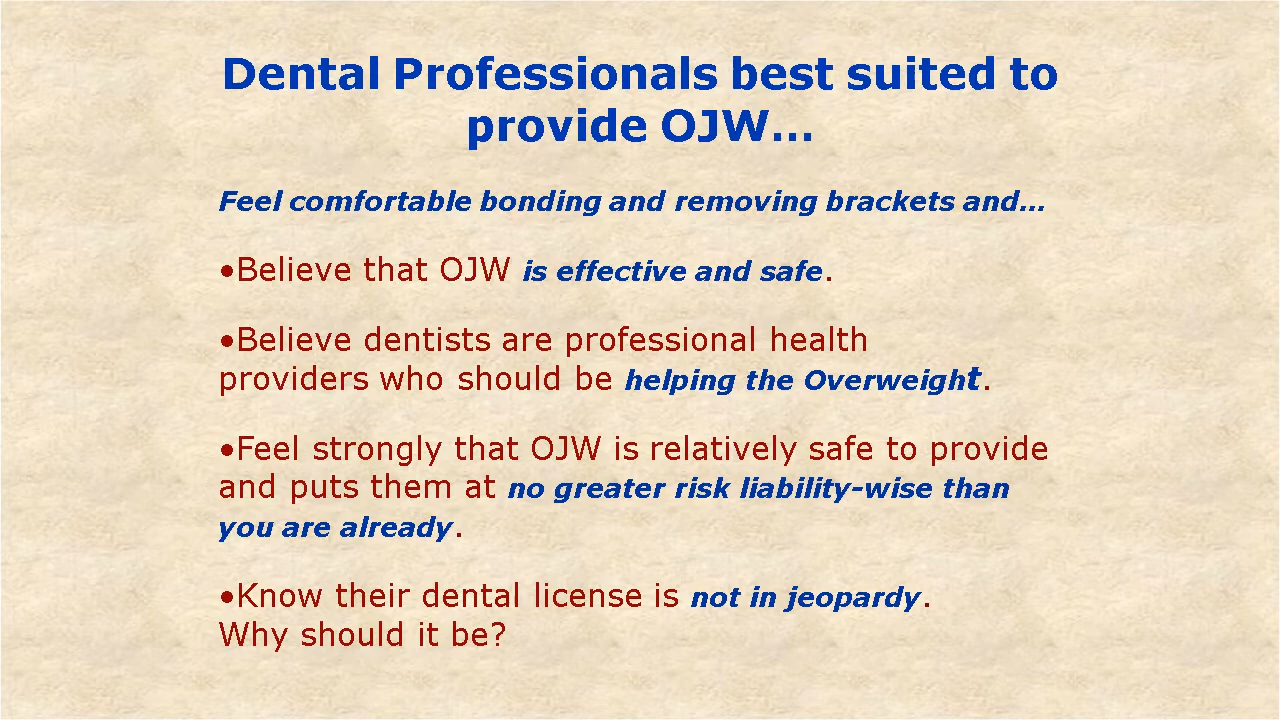 Dental Professionals best suited to
provide OJW...
Feel comfortable bonding and removing brackets and...
•Believe that OJW is effective and safe.
•Believe dentists are professional health
providers who should be helping the Overweight.
•Feel strongly that OJW is relatively safe to provide
and puts them at no greater risk liability-wise than
you are already.
•Know their dental license is not in jeopardy.
Why should it be?